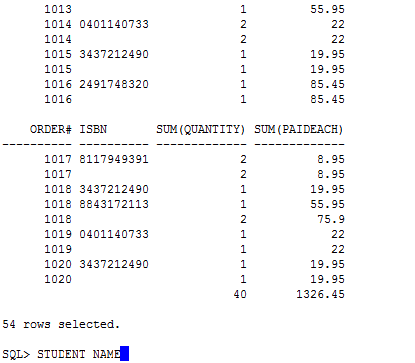 1013 1 55.95
1014 0401140733 2 22
1014 2 22
1015 3437212490 1 19.95
1015 1 19.95
1016 2491748320 1 85.45
1016 1 85.45
ORDER# ISBN SUM(QUANTITY) SUM(PAIDEACH)
---------- ---------- ------------- -------------
1017 8117949391 2 8.95
1017 2 8.95
1018 3437212490 1 19.95
1018 8843172113 1 55.95
1018 2 75.9
1019 0401140733 1 22
1019 1 22
1020 3437212490 1 19.95
1020 1 19.95
40 1326.45
54 rows selected.
SQL> STUDENT NAME